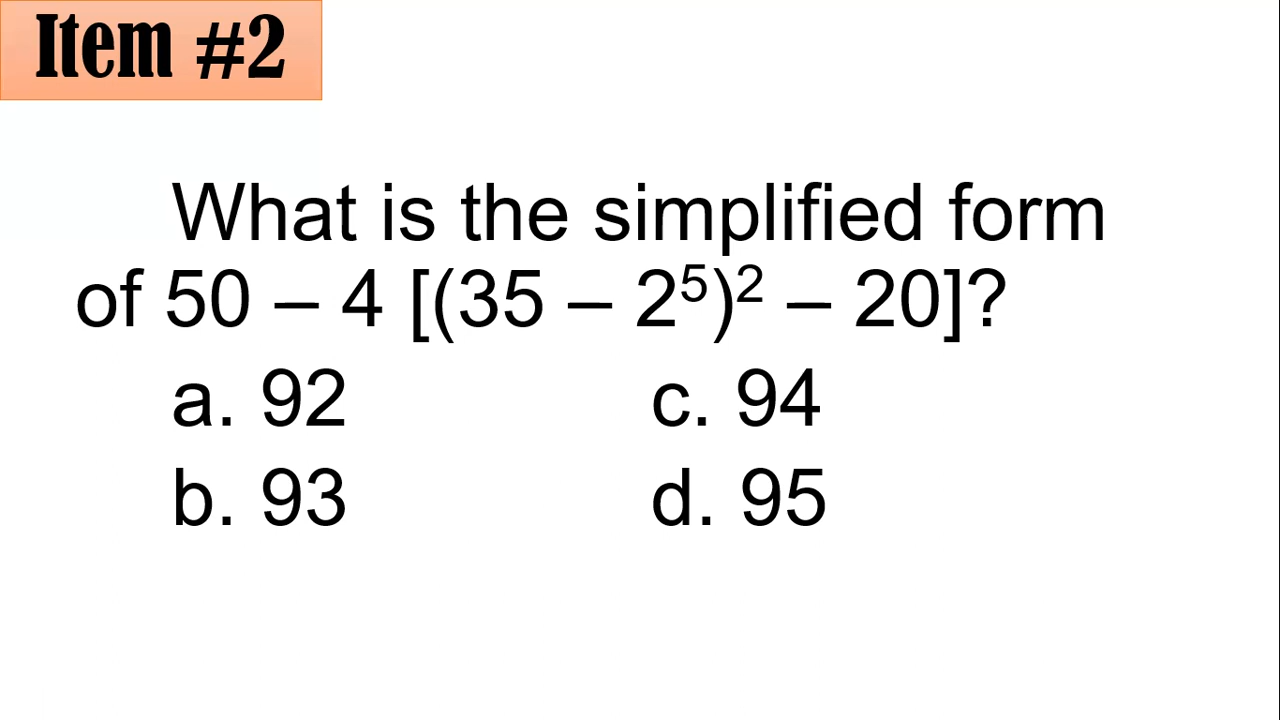 Item #2
What is the simplified form
of 50 – 4 [(35 – 2⁵)² – 20]?
a. 92 c. 94
b. 93 d. 95